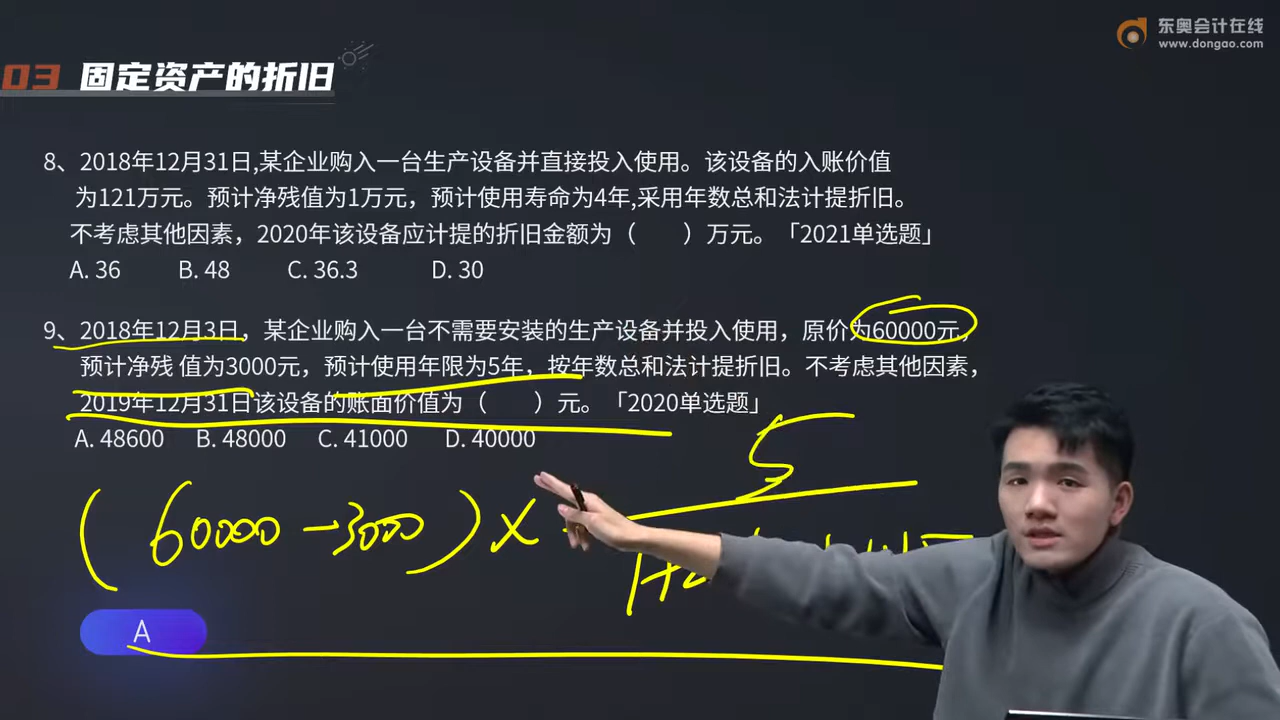 东奥会计在线
www.dongao.com
03 固定资产的折旧
8、2018年12月31日,某企业购入一台生产设备并直接投入使用。该设备的入账价值
为121万元。预计净残值为1万元，预计使用寿命为4年,采用年数总和法计提折旧。
不考虑其他因素，2020年该设备应计提的折旧金额为（ ）万元。「2021单选题」
A. 36 B. 48 C. 36.3 D. 30
9、2018年12月3日，某企业购入一台不需要安装的生产设备并投入使用，原价为60000元，
预计净残 值为3000元，预计使用年限为5年，按年数总和法计提折旧。不考虑其他因素，
2019年12月31日该设备的账面价值为（ ）元。「2020单选题」
A. 48600 B. 48000 C. 41000 D. 40000
5
(60000-3000)×
1+2
A